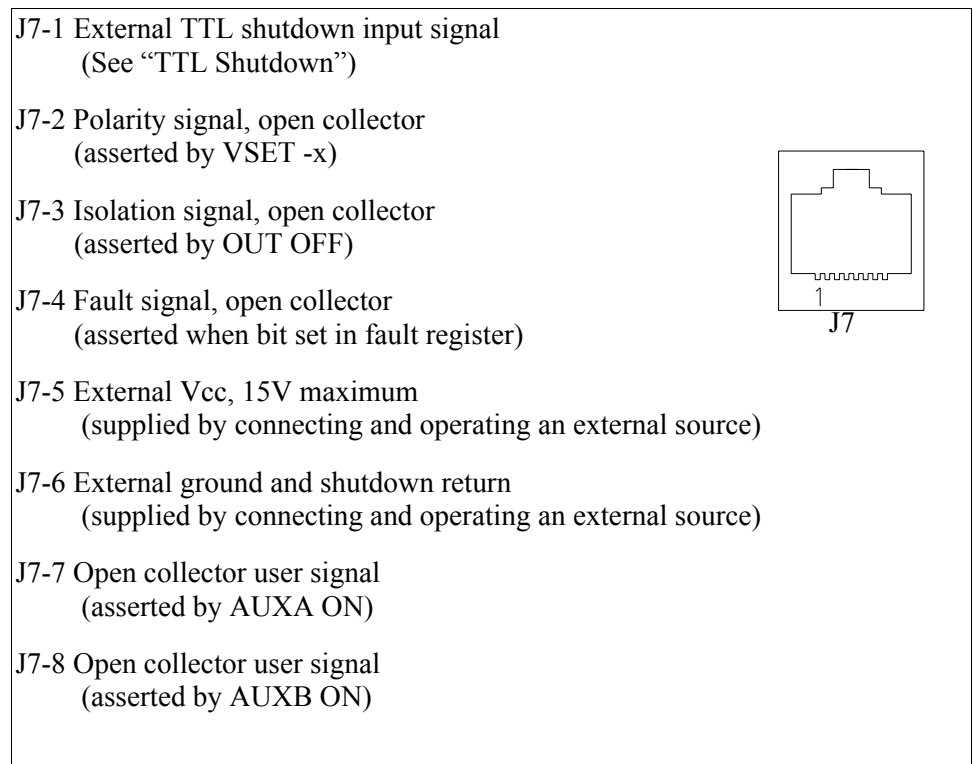 J7-1 External TTL shutdown input signal
(See “TTL Shutdown”)
J7-2 Polarity signal, open collector
(asserted by VSET -x)
J7-3 Isolation signal, open collector
(asserted by OUT OFF)
J7-4 Fault signal, open collector
(asserted when bit set in fault register)
1
J7
J7-5 External Vcc, 15V maximum
(supplied by connecting and operating an external source)
J7-6 External ground and shutdown return
(supplied by connecting and operating an external source)
J7-7 Open collector user signal
(asserted by AUXA ON)
J7-8 Open collector user signal
(asserted by AUXB ON)